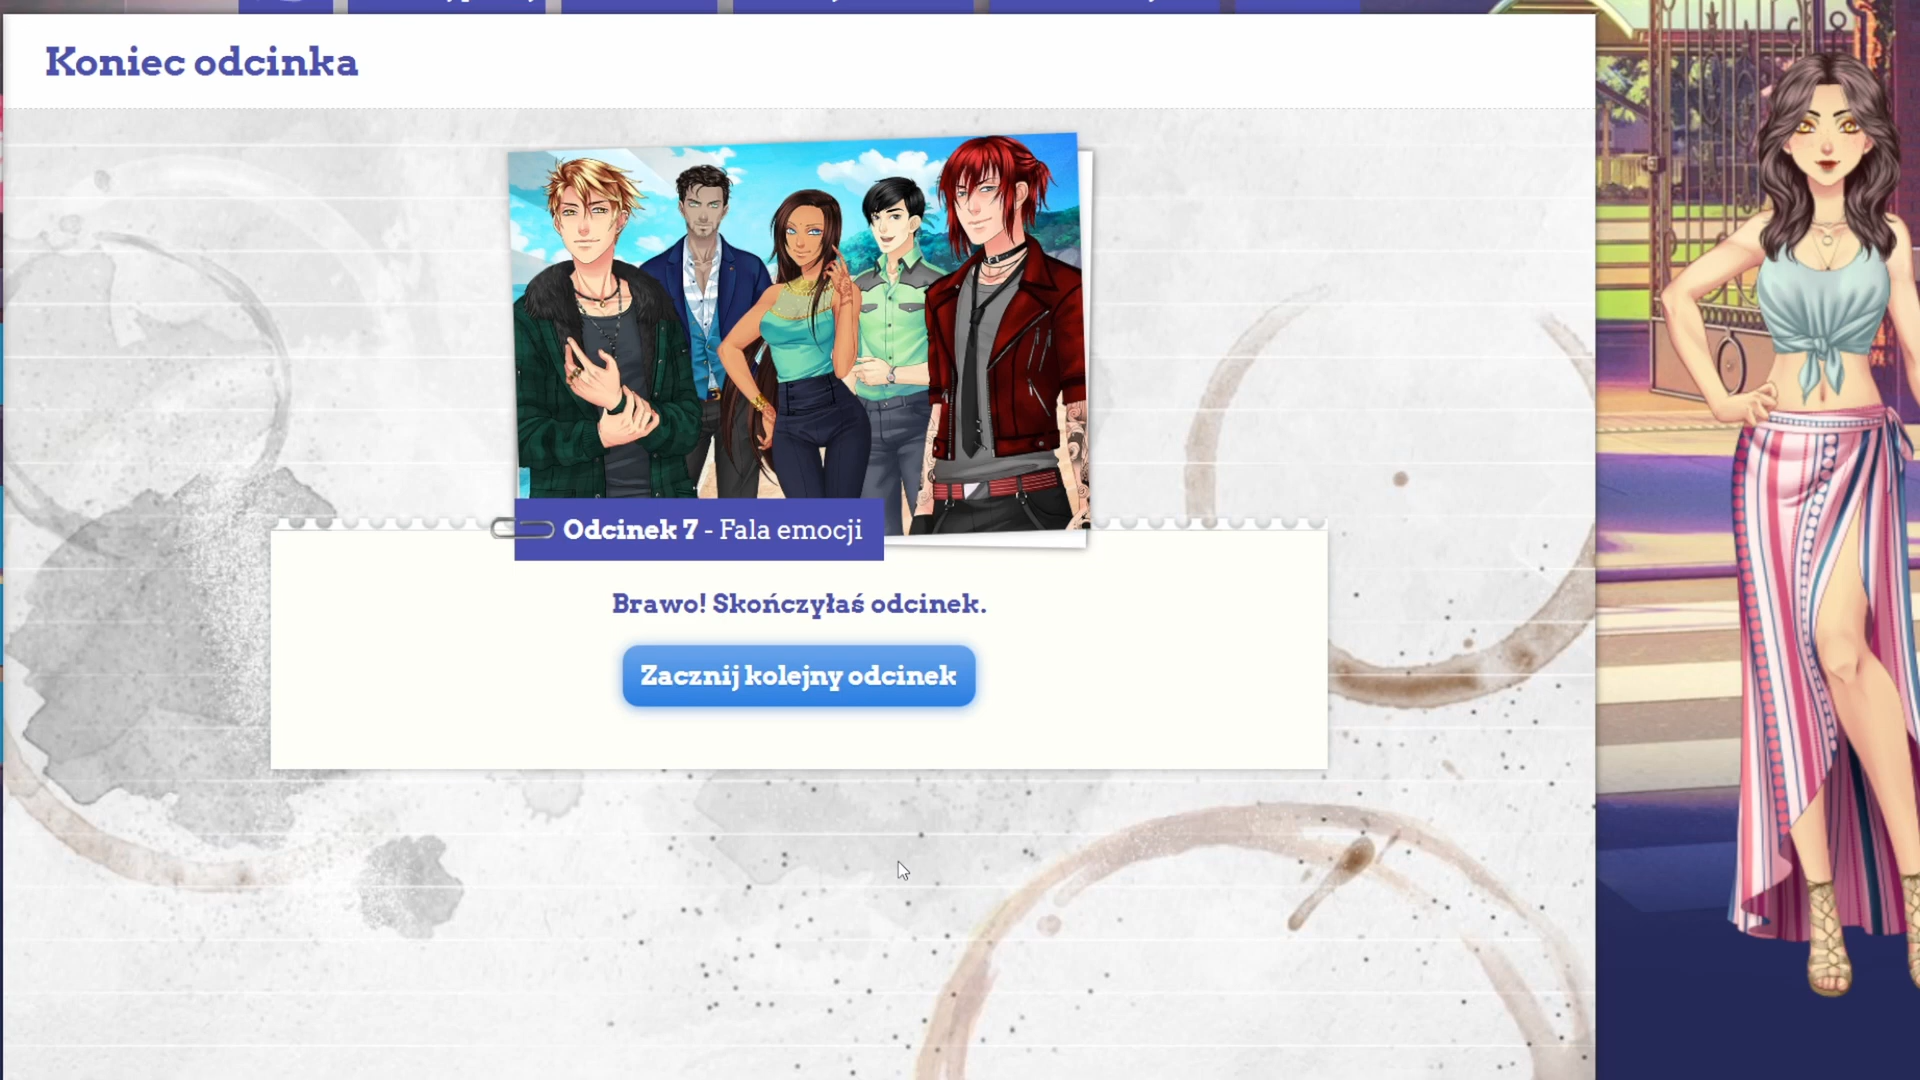 Koniec odcinka
Odcinek 7 - Fala emocji
Brawo! Skończyłaś odcinek.
Zacznij kolejny odcinek